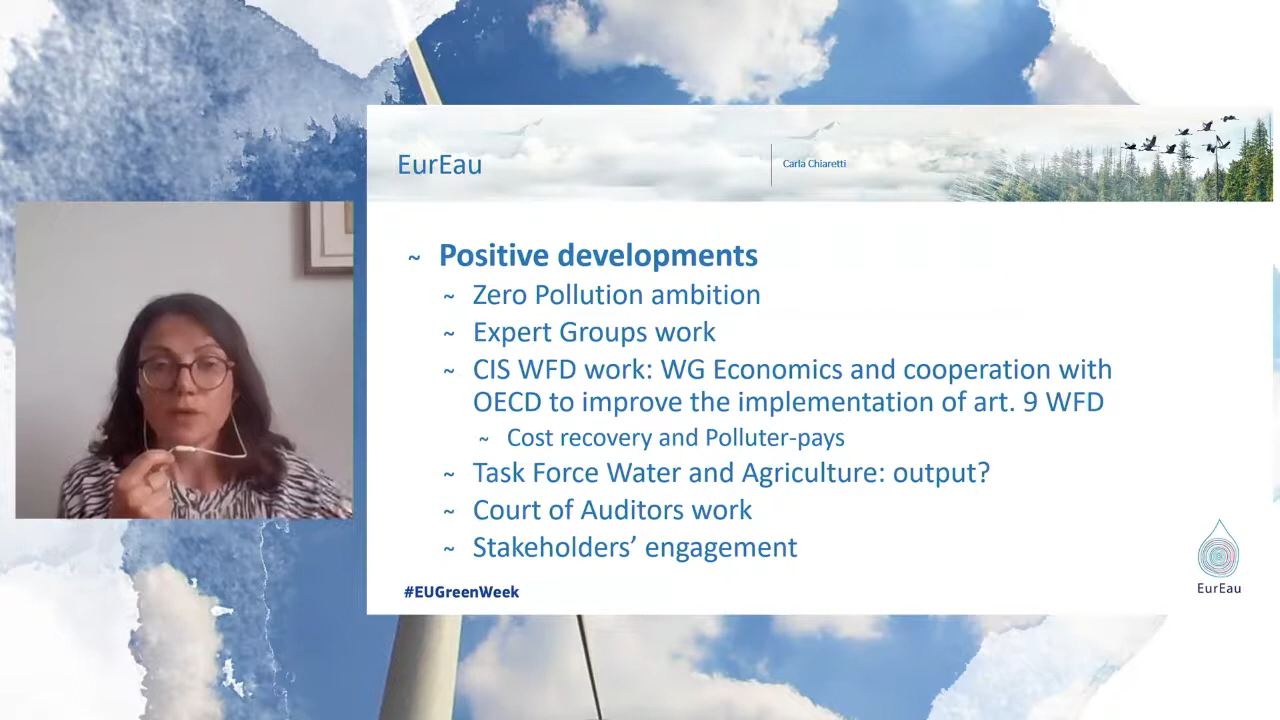 EurEau
Carla Chiaretti
~ Positive developments
~ Zero Pollution ambition
~ Expert Groups work
~ CIS WFD work: WG Economics and cooperation with
OECD to improve the implementation of art. 9 WFD
~ Cost recovery and Polluter-pays
~ Task Force Water and Agriculture: output?
~ Court of Auditors work
~ Stakeholders’ engagement
#EUGreenWeek
EurEau